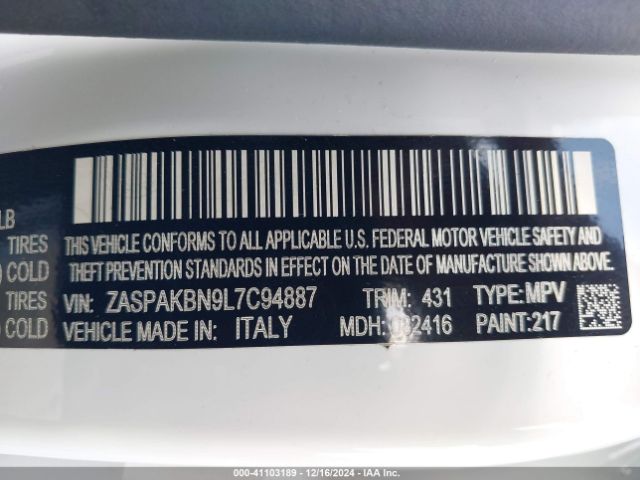 LB
TIRES
COLD
TIRES
COLD
THIS VEHICLE CONFORMS TO ALL APPLICABLE U.S. FEDERAL MOTOR VEHICLE SAFETY AND
THEFT PREVENTION STANDARDS IN EFFECT ON THE DATE OF MANUFACTURE SHOWN ABOVE.
VIN: ZASPAKBN9L7C94887 TRIM: 431 TYPE:MPV
VEHICLE MADE IN: ITALY MDH: 2416 PAINT:217
000-41103189 - 12/16/2024 - IAA Inc.